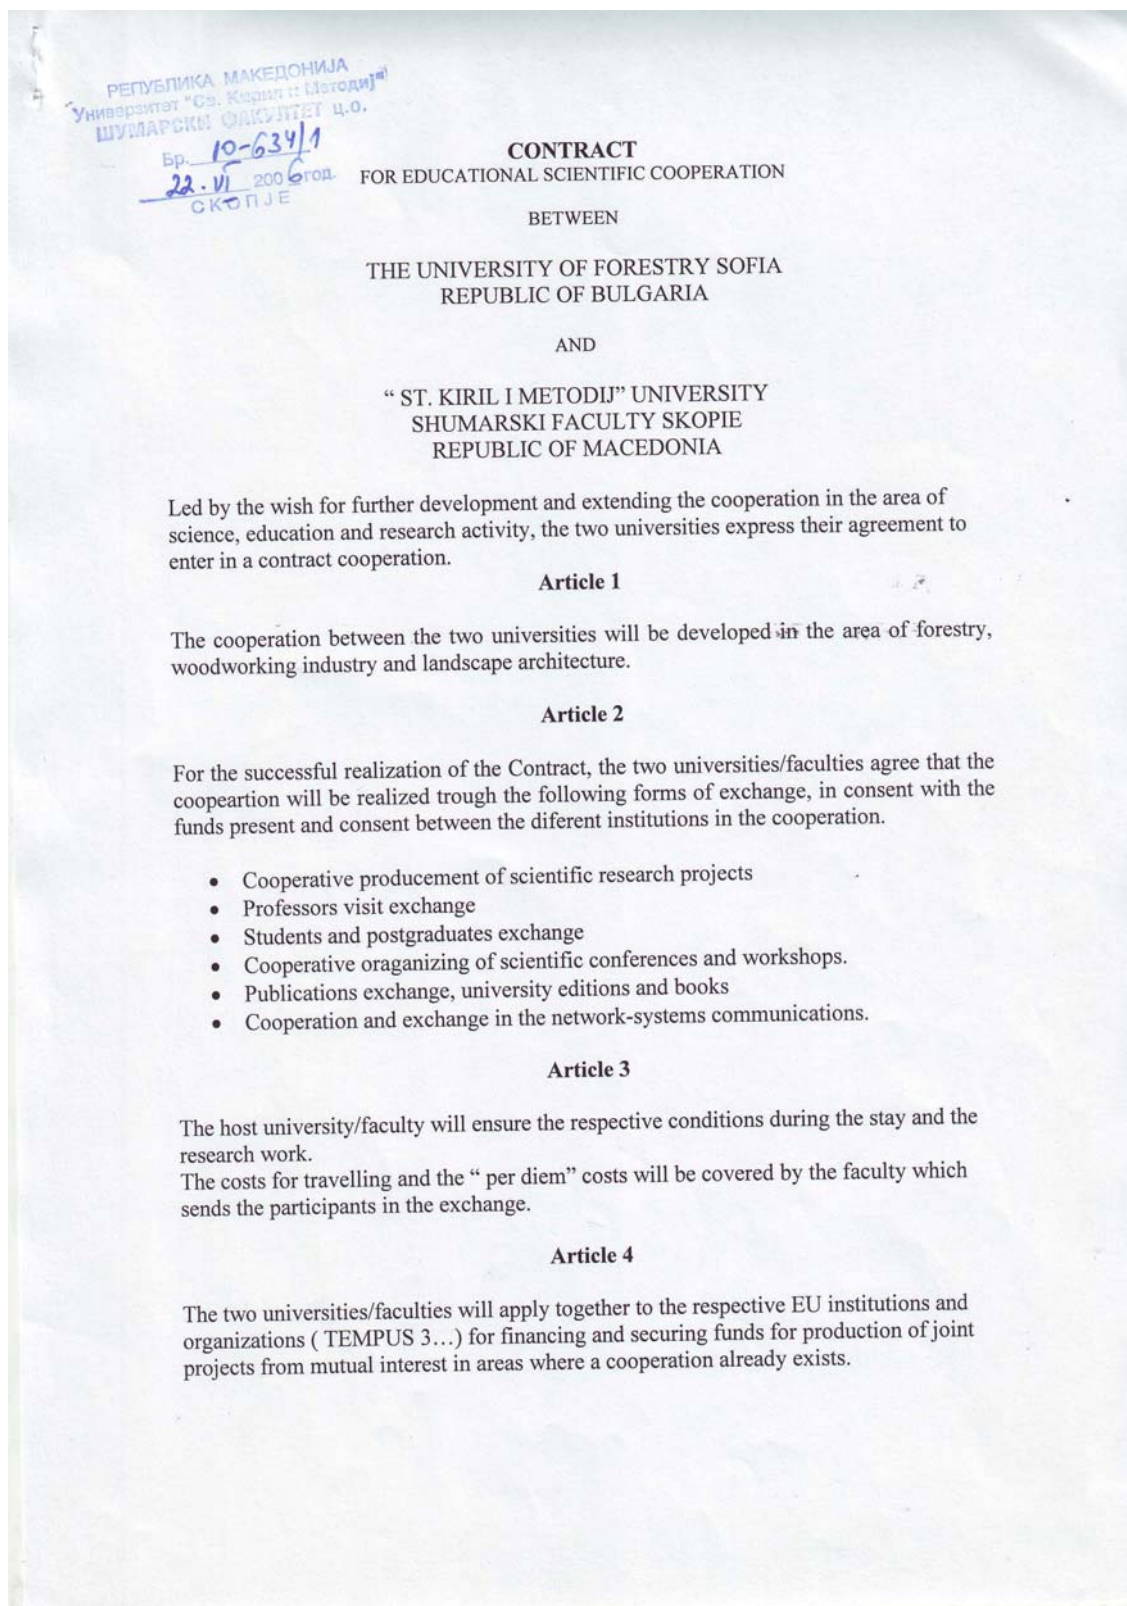 РЕПУБЛИКА МАКЕДОНИЈА
Универзитет "Св. Кирил и Методиј"
ШУМАРСКИ ФАКУЛТЕТ ц.о.
Бр. 10-634/1
22.VI 2006 год.
СКОПЈЕ
CONTRACT
FOR EDUCATIONAL SCIENTIFIC COOPERATION
BETWEEN
THE UNIVERSITY OF FORESTRY SOFIA
REPUBLIC OF BULGARIA
AND
“ ST. KIRIL I METODIJ” UNIVERSITY
SHUMARSKI FACULTY SKOPIE
REPUBLIC OF MACEDONIA
Led by the wish for further development and extending the cooperation in the area of
science, education and research activity, the two universities express their agreement to
enter in a contract cooperation.
Article 1
The cooperation between the two universities will be developed in the area of forestry,
woodworking industry and landscape architecture.
Article 2
For the successful realization of the Contract, the two universities/faculties agree that the
coopeartion will be realized trough the following forms of exchange, in consent with the
funds present and consent between the diferent institutions in the cooperation.
• Cooperative producement of scientific research projects
• Professors visit exchange
• Students and postgraduates exchange
• Cooperative oraganizing of scientific conferences and workshops.
• Publications exchange, university editions and books
• Cooperation and exchange in the network-systems communications.
Article 3
The host university/faculty will ensure the respective conditions during the stay and the
research work.
The costs for travelling and the “ per diem” costs will be covered by the faculty which
sends the participants in the exchange.
Article 4
The two universities/faculties will apply together to the respective EU institutions and
organizations ( TEMPUS 3…) for financing and securing funds for production of joint
projects from mutual interest in areas where a cooperation already exists.